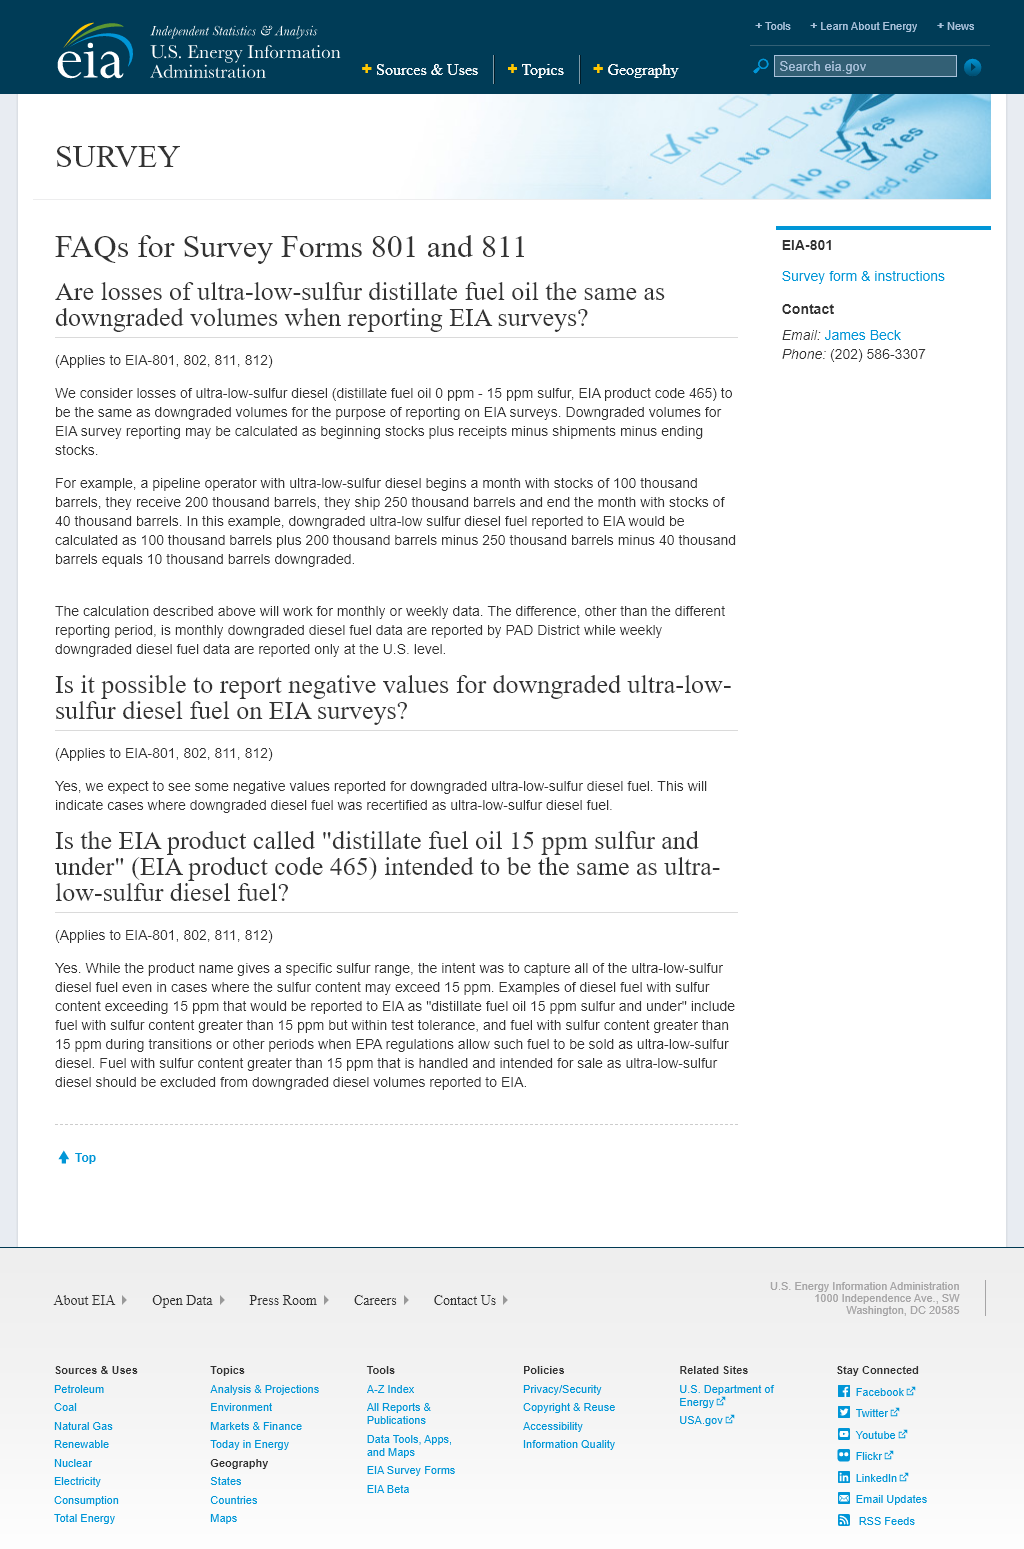 Independent Statistics & Analysis
U.S. Energy Information
Administration
eia
+ Tools
+ Learn About Energy
+ News
+ Sources & Uses
+ Topics
+ Geography
Search eia.gov
SURVEY
No
No
No
Yes
Yes
Yes
FAQs for Survey Forms 801 and 811
Are losses of ultra-low-sulfur distillate fuel oil the same as
downgraded volumes when reporting EIA surveys?
(Applies to EIA-801, 802, 811, 812)
We consider losses of ultra-low-sulfur diesel (distillate fuel oil 0 ppm - 15 ppm sulfur, EIA product code 465) to
be the same as downgraded volumes for the purpose of reporting on EIA surveys. Downgraded volumes for
EIA survey reporting may be calculated as beginning stocks plus receipts minus shipments minus ending
stocks.
For example, a pipeline operator with ultra-low-sulfur diesel begins a month with stocks of 100 thousand
barrels, they receive 200 thousand barrels, they ship 250 thousand barrels and end the month with stocks of
40 thousand barrels. In this example, downgraded ultra-low sulfur diesel fuel reported to EIA would be
calculated as 100 thousand barrels plus 200 thousand barrels minus 250 thousand barrels minus 40 thousand
barrels equals 10 thousand barrels downgraded.
The calculation described above will work for monthly or weekly data. The difference, other than the different
reporting period, is monthly downgraded diesel fuel data are reported by PAD District while weekly
downgraded diesel fuel data are reported only at the U.S. level.
Is it possible to report negative values for downgraded ultra-low-
sulfur diesel fuel on EIA surveys?
(Applies to EIA-801, 802, 811, 812)
Yes, we expect to see some negative values reported for downgraded ultra-low-sulfur diesel fuel. This will
indicate cases where downgraded diesel fuel was recertified as ultra-low-sulfur diesel fuel.
Is the EIA product called "distillate fuel oil 15 ppm sulfur and
under" (EIA product code 465) intended to be the same as ultra-
low-sulfur diesel fuel?
(Applies to EIA-801, 802, 811, 812)
Yes. While the product name gives a specific sulfur range, the intent was to capture all of the ultra-low-sulfur
diesel fuel even in cases where the sulfur content may exceed 15 ppm. Examples of diesel fuel with sulfur
content exceeding 15 ppm that would be reported to EIA as "distillate fuel oil 15 ppm sulfur and under" include
fuel with sulfur content greater than 15 ppm but within test tolerance, and fuel with sulfur content greater than
15 ppm during transitions or other periods when EPA regulations allow such fuel to be sold as ultra-low-sulfur
diesel. Fuel with sulfur content greater than 15 ppm that is handled and intended for sale as ultra-low-sulfur
diesel should be excluded from downgraded diesel volumes reported to EIA.
Top
EIA-801
Survey form & instructions
Contact
Email: James Beck
Phone: (202) 586-3307
About EIA
Open Data
Press Room
Careers
Contact Us
U.S. Energy Information Administration
1000 Independence Ave., SW
Washington, DC 20585
Sources & Uses
Petroleum
Coal
Natural Gas
Renewable
Nuclear
Electricity
Consumption
Total Energy
Topics
Analysis & Projections
Environment
Markets & Finance
Today in Energy
Geography
States
Countries
Maps
Tools
A-Z Index
All Reports &
Publications
Data Tools, Apps,
and Maps
EIA Survey Forms
EIA Beta
Policies
Privacy/Security
Copyright & Reuse
Accessibility
Information Quality
Related Sites
U.S. Department of
Energy
USA.gov
Stay Connected
Facebook
Twitter
Youtube
Flickr
LinkedIn
Email Updates
RSS Feeds